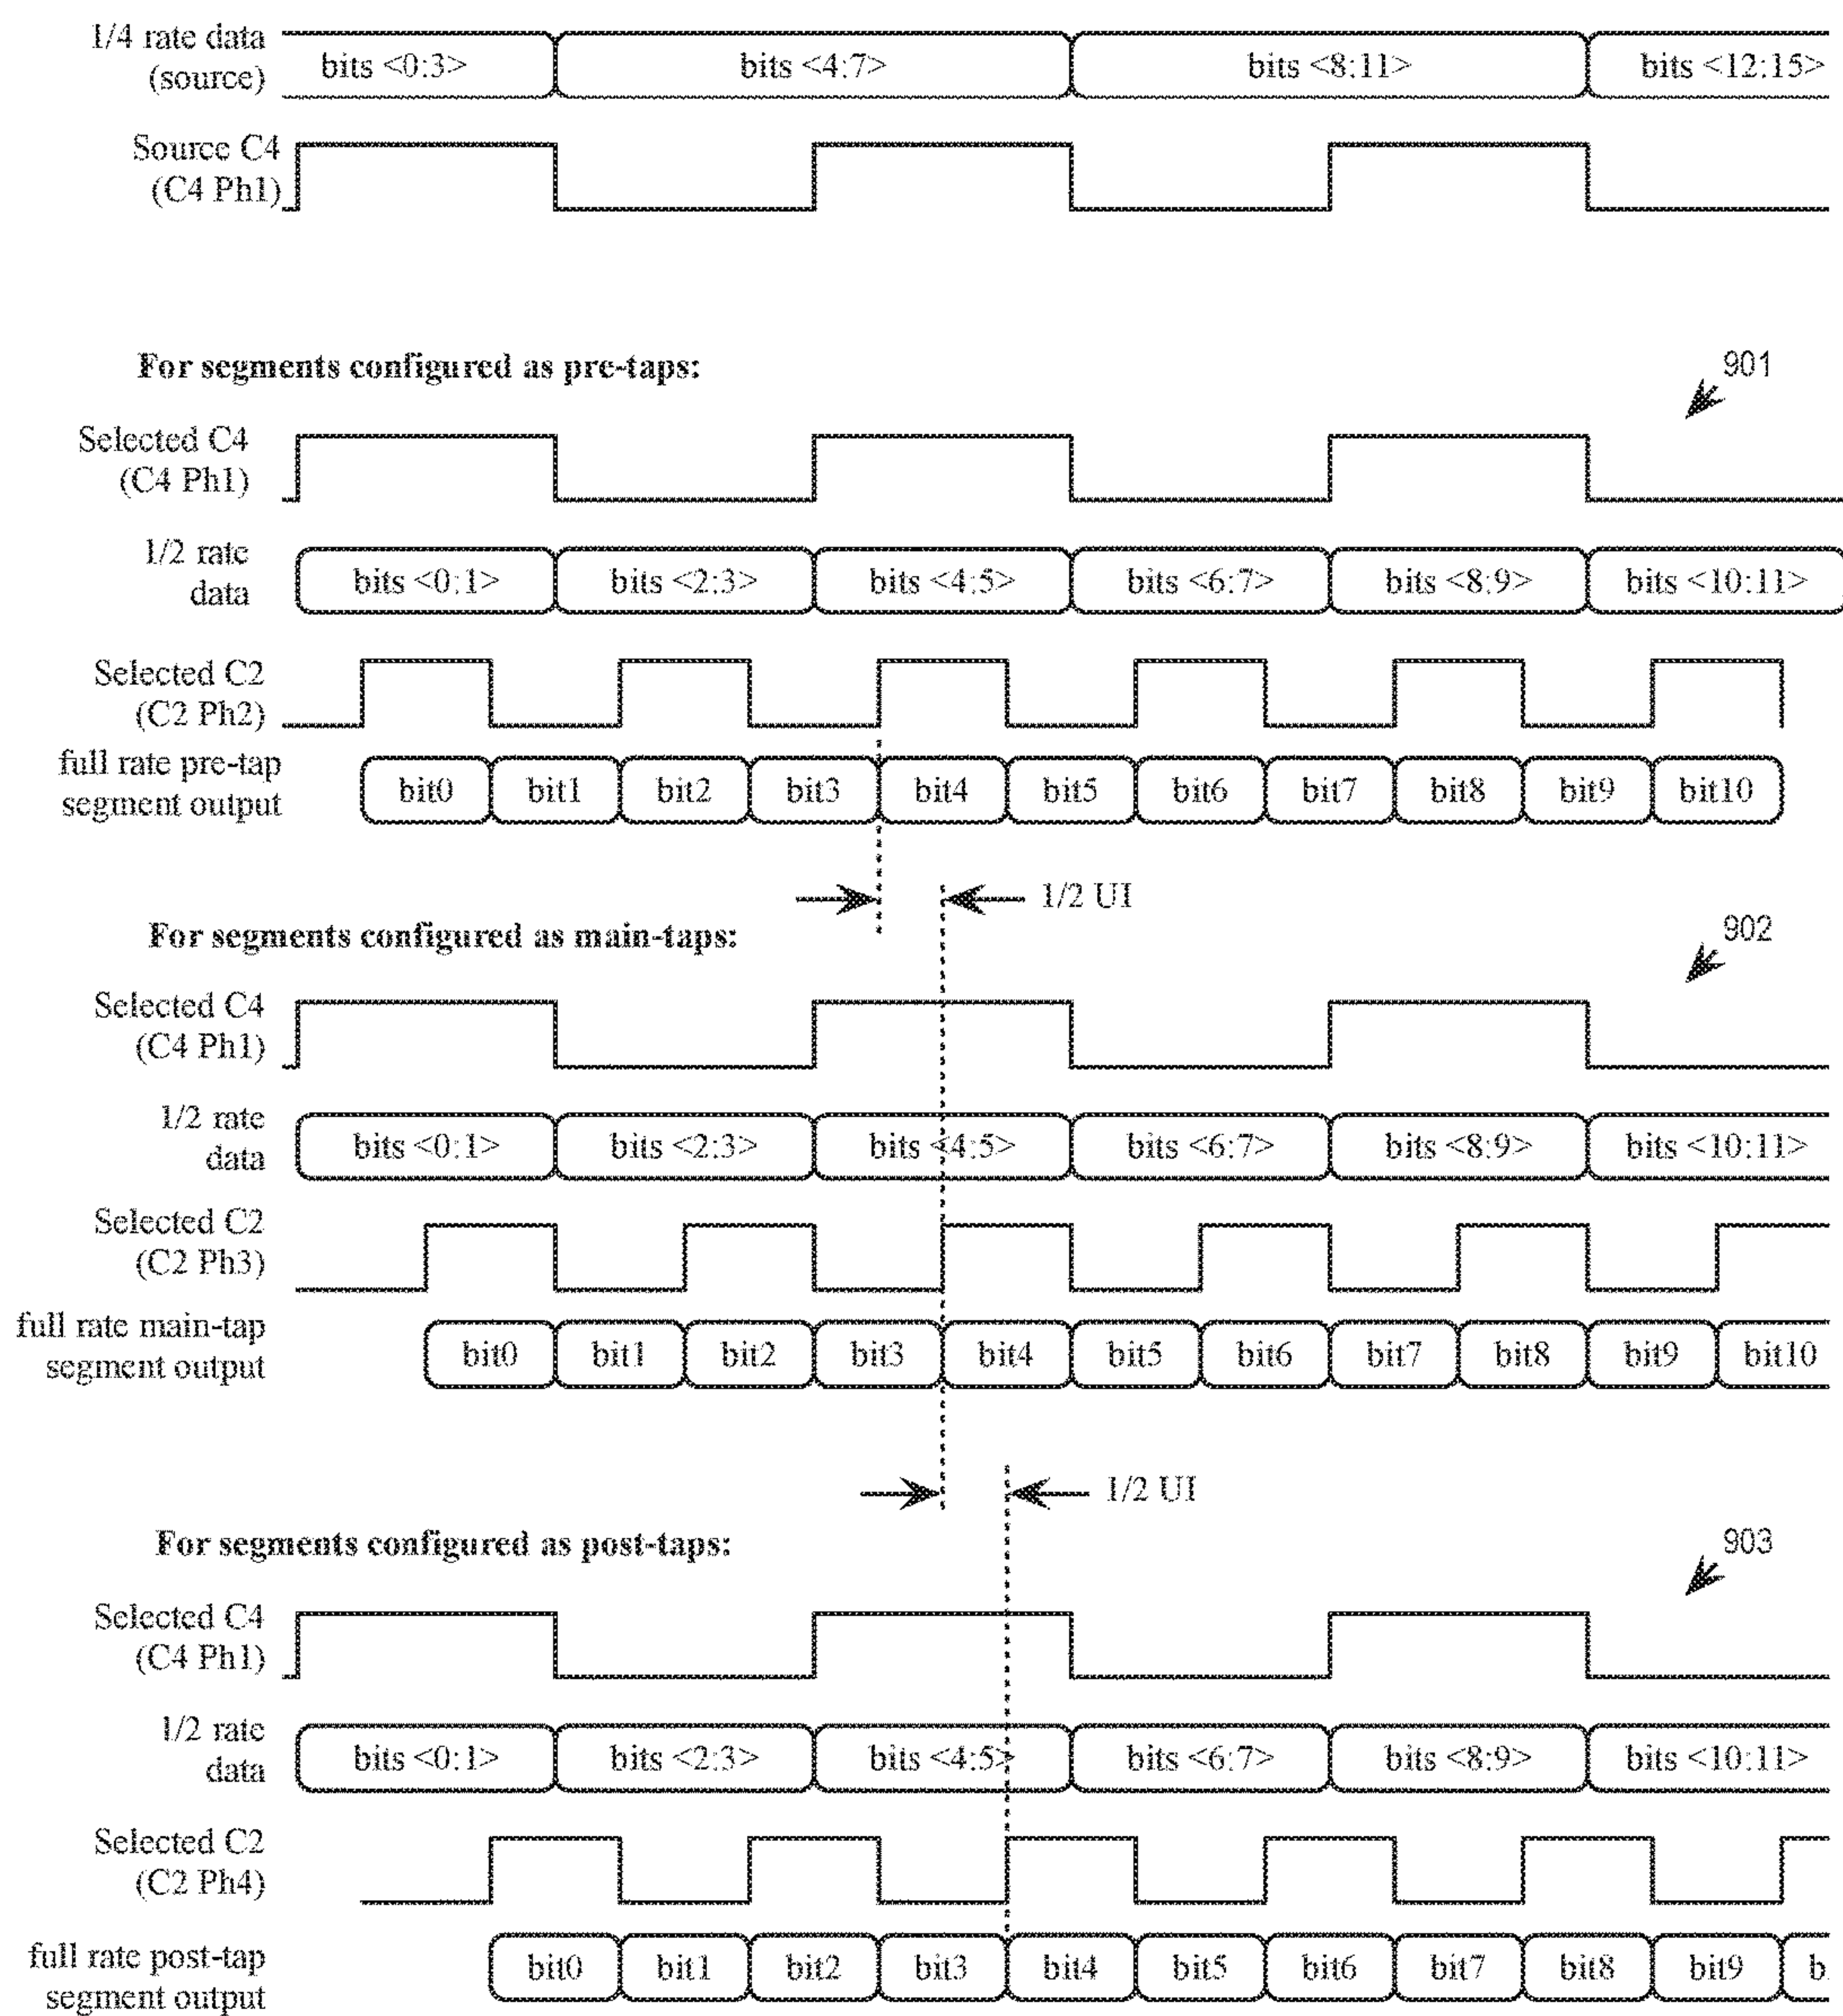 1/4 rate data
(source)
bits <0:3>
bits <4:7>
bits <8:11>
bits <12:15>
Source C4
(C4 Ph1)
For segments configured as pre-taps:
901
Selected C4
(C4 Ph1)
1/2 rate
data
bits <0:1>
bits <2:3>
bits <4:5>
bits <6:7>
bits <8:9>
bits <10:11>
Selected C2
(C2 Ph2)
full rate pre-tap
segment output
bit0
bit1
bit2
bit3
bit4
bit5
bit6
bit7
bit8
bit9
bit10
1/2 UI
For segments configured as main-taps:
902
Selected C4
(C4 Ph1)
1/2 rate
data
bits <0:1>
bits <2:3>
bits <4:5>
bits <6:7>
bits <8:9>
bits <10:11>
Selected C2
(C2 Ph3)
full rate main-tap
segment output
bit0
bit1
bit2
bit3
bit4
bit5
bit6
bit7
bit8
bit9
bit10
1/2 UI
For segments configured as post-taps:
903
Selected C4
(C4 Ph1)
1/2 rate
data
bits <0:1>
bits <2:3>
bits <4:5>
bits <6:7>
bits <8:9>
bits <10:11>
Selected C2
(C2 Ph4)
full rate post-tap
segment output
bit0
bit1
bit2
bit3
bit4
bit5
bit6
bit7
bit8
bit9